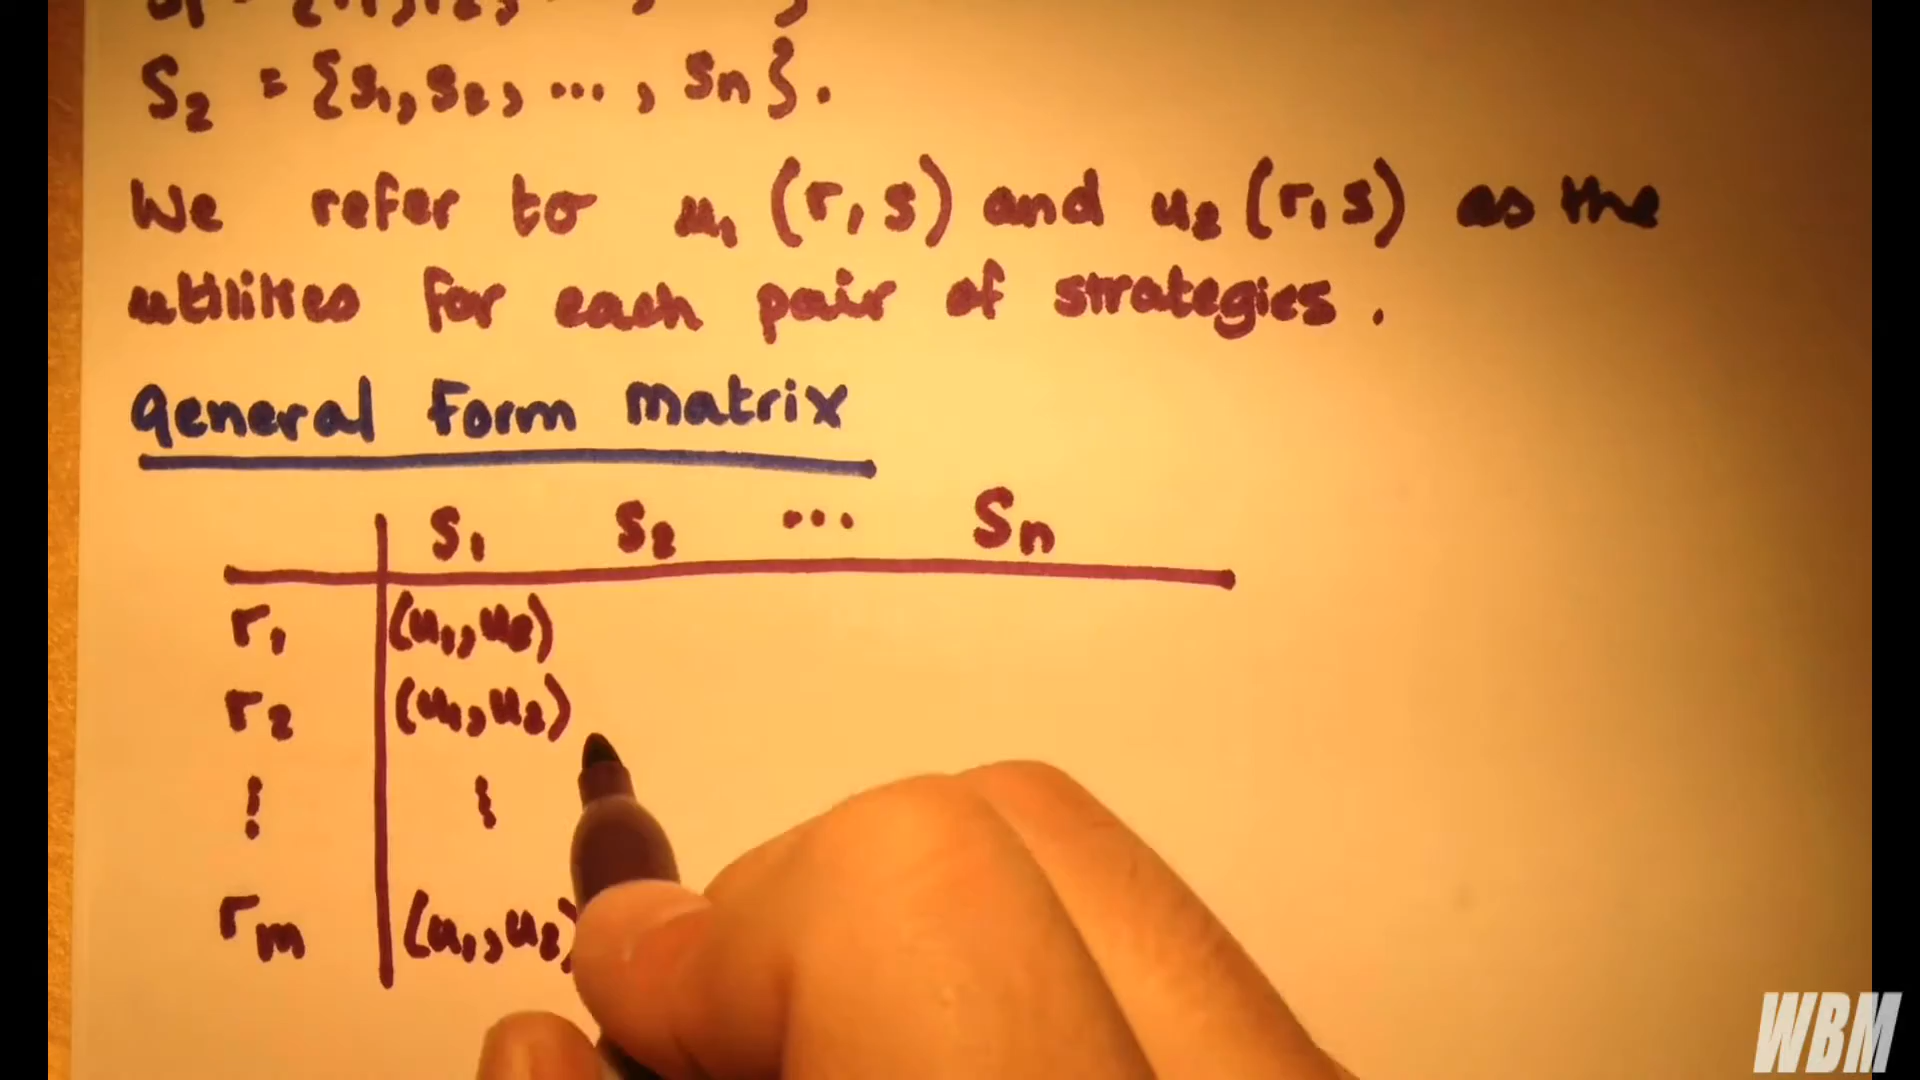 S2 = {s1, s2, ... , sn}.
We refer to u1 (r, s) and u2 (r, s) as the
utilities for each pair of strategies.
General Form Matrix
s1 s2 ... sn
r1 (u1, u2)
r2 (u1, u2)
⋮ ⋮
rm (u1, u2)
WBM